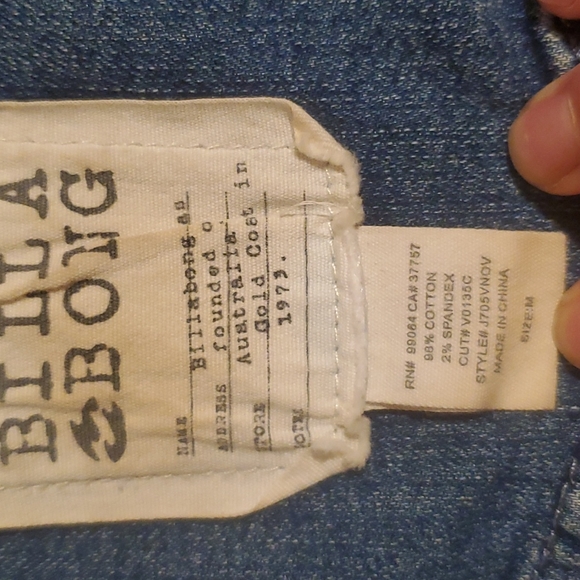 BILLA
BONG
NAME Billabong as
ADDRESS founded o
Australia
STORE Gold Cost in
NOTES 1973.
RN# 99064 CA# 37757
98% COTTON
2% SPANDEX
CUT# V0135C
STYLE# J705VNOV
MADE IN CHINA
SIZE:M